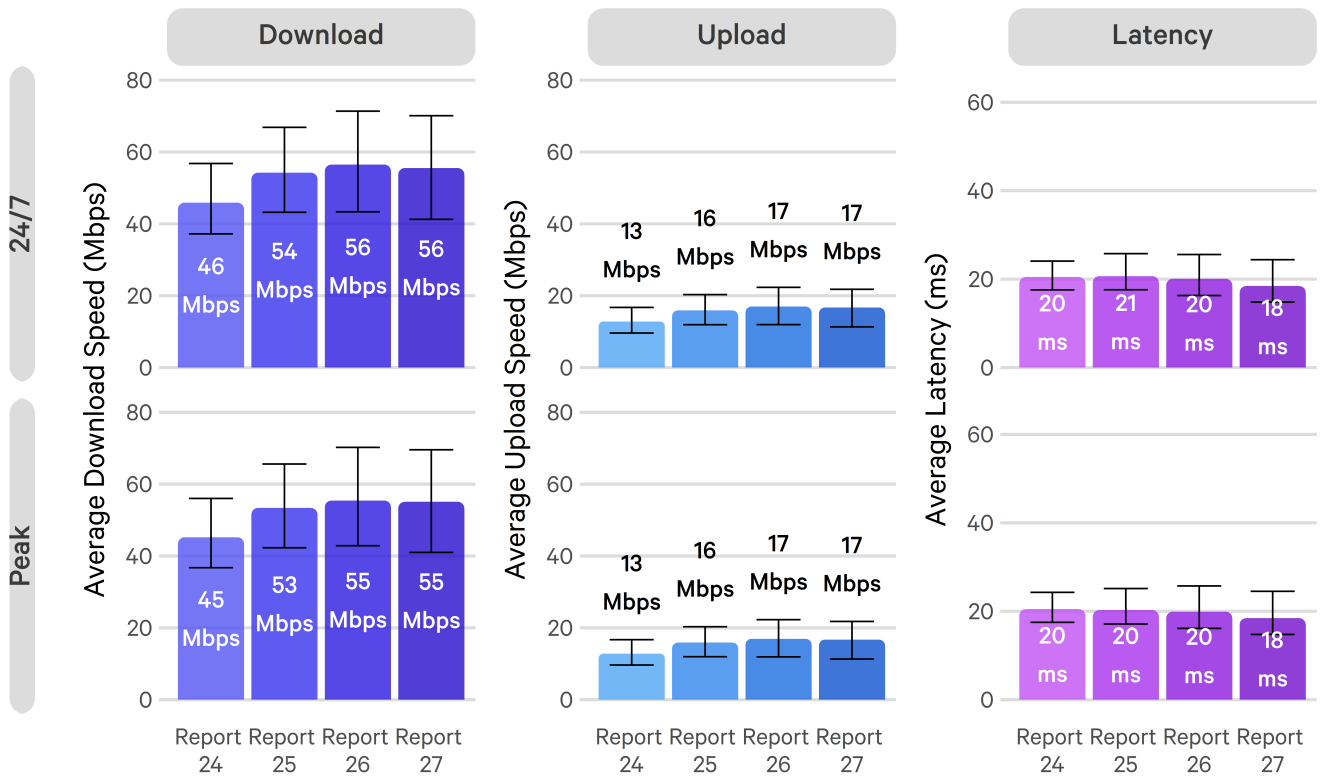 Download
Upload
Latency
24/7
Average Download Speed (Mbps)
80
60
40
20
0
46
Mbps
54
Mbps
56
Mbps
56
Mbps
Average Upload Speed (Mbps)
80
60
40
20
0
13
Mbps
16
Mbps
17
Mbps
17
Mbps
Average Latency (ms)
60
40
20
0
20
ms
21
ms
20
ms
18
ms
Peak
80
60
40
20
0
45
Mbps
53
Mbps
55
Mbps
55
Mbps
80
60
40
20
0
13
Mbps
16
Mbps
17
Mbps
17
Mbps
60
40
20
0
20
ms
20
ms
20
ms
18
ms
Report
24
Report
25
Report
26
Report
27
Report
24
Report
25
Report
26
Report
27
Report
24
Report
25
Report
26
Report
27